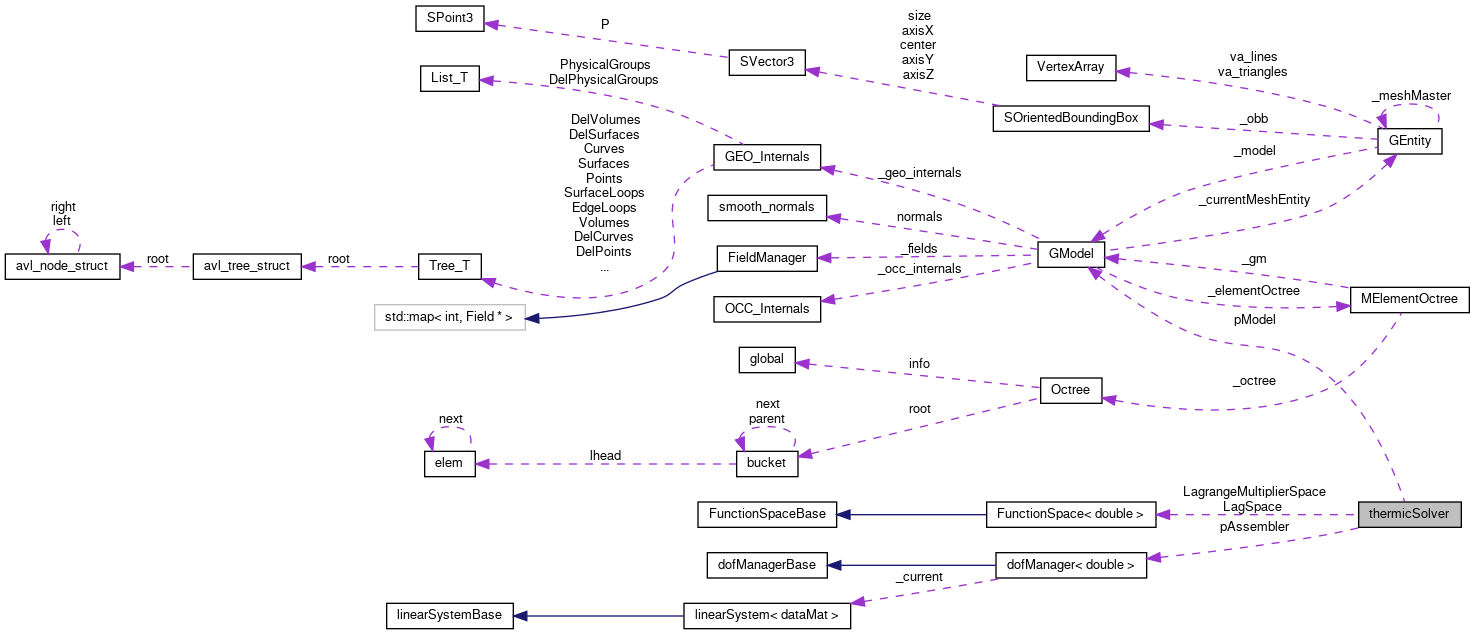 SPoint3
P
size
axisX
center
axisY
axisZ
SVector3
List_T
PhysicalGroups
DelPhysicalGroups
VertexArray
va_lines
va_triangles
_meshMaster
SOrientedBoundingBox
_obb
GEntity
DelVolumes
DelSurfaces
Curves
Surfaces
Points
SurfaceLoops
EdgeLoops
Volumes
DelCurves
DelPoints
...
GEO_Internals
_geo_internals
_model
_currentMeshEntity
smooth_normals
normals
right
left
avl_node_struct
root
avl_tree_struct
root
Tree_T
FieldManager
_fields
GModel
_gm
_occ_internals
_elementOctree
MElementOctree
std::map< int, Field * >
OCC_Internals
pModel
global
info
Octree
_octree
root
next
parent
next
elem
lhead
bucket
LagrangeMultiplierSpace
LagSpace
FunctionSpaceBase
FunctionSpace< double >
thermicSolver
pAssembler
dofManagerBase
dofManager< double >
_current
linearSystemBase
linearSystem< dataMat >